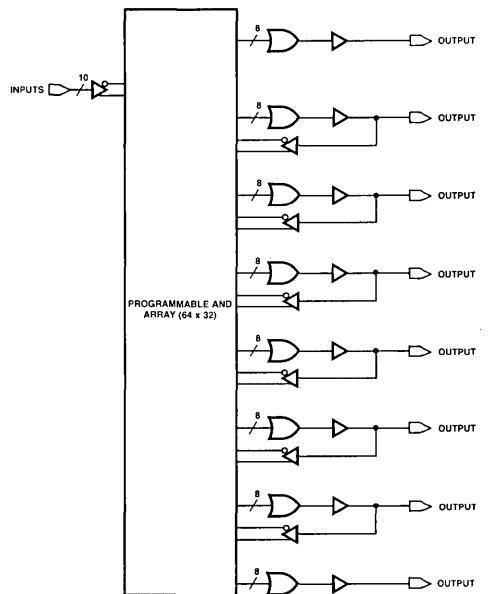 8
OUTPUT
10
INPUTS
8
OUTPUT
8
OUTPUT
8
OUTPUT
PROGRAMMABLE AND
ARRAY (64 x 32)
8
OUTPUT
8
OUTPUT
8
OUTPUT
8
OUTPUT